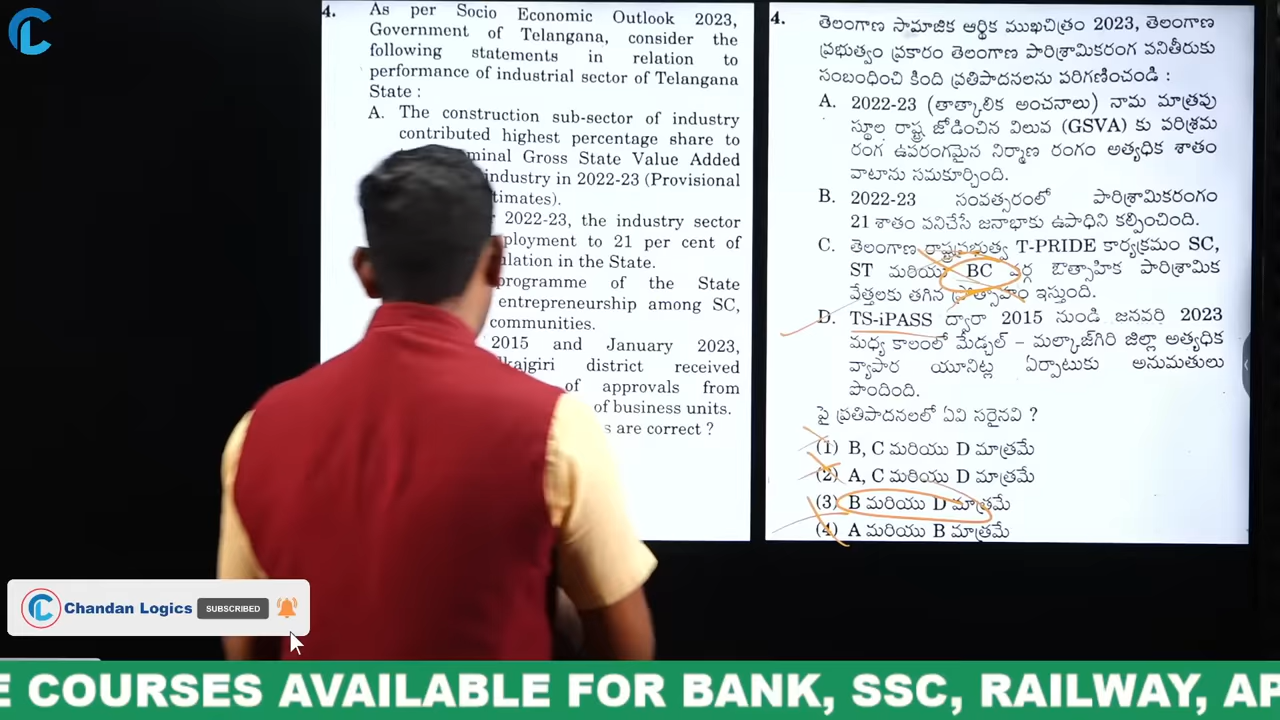 4. As per Socio Economic Outlook 2023,
Government of Telangana, consider the
following statements in relation to
performance of industrial sector of Telangana
State :
A. The construction sub-sector of industry
contributed highest percentage share to
Gross State Value Added
industry in 2022-23 (Provisional
2022-23, the industry sector
to 21 per cent of
in the State.
programme of the State
entrepreneurship among SC,
communities.
2015 and January 2023,
district received
of approvals from
of business units.
are correct ?
4. తెలంగాణ సామాజిక ఆర్థిక ముఖచిత్రం 2023, తెలంగాణ
ప్రభుత్వం ప్రకారం తెలంగాణ పారిశ్రామికరంగ పనితీరుకు
సంబంధించి కింది ప్రతిపాదనలను పరిగణించండి :
A. 2022-23 (తాత్కాలిక అంచనాలు) నామ మాత్రపు
స్థూల రాష్ట్ర జోడించిన విలువ (GSVA) కు పరిశ్రమ
రంగ ఉపరంగమైన నిర్మాణ రంగం అత్యధిక శాతం
వాటాను సమకూర్చింది.
B. 2022-23 సంవత్సరంలో పారిశ్రామికరంగం
21 శాతం పనిచేసే జనాభాకు ఉపాధిని కల్పించింది.
C. తెలంగాణ రాష్ట్రప్రభుత్వ T-PRIDE కార్యక్రమం SC,
ST మరియు BC వర్గ ఔత్సాహిక పారిశ్రామిక
వేత్తలకు తగిన ప్రోత్సాహం ఇస్తుంది.
D. TS-iPASS ద్వారా 2015 నుండి జనవరి 2023
మధ్య కాలంలో మేడ్చల్ – మల్కాజ్‌గిరి జిల్లా అత్యధిక
వ్యాపార యూనిట్ల ఏర్పాటుకు అనుమతులు
పొందింది.
పై ప్రతిపాదనలలో ఏవి సరైనవి ?
(1) B, C మరియు D మాత్రమే
(2) A, C మరియు D మాత్రమే
(3) B మరియు D మాత్రమే
(4) A మరియు B మాత్రమే
Chandan Logics SUBSCRIBED
E COURSES AVAILABLE FOR BANK, SSC, RAILWAY, AP